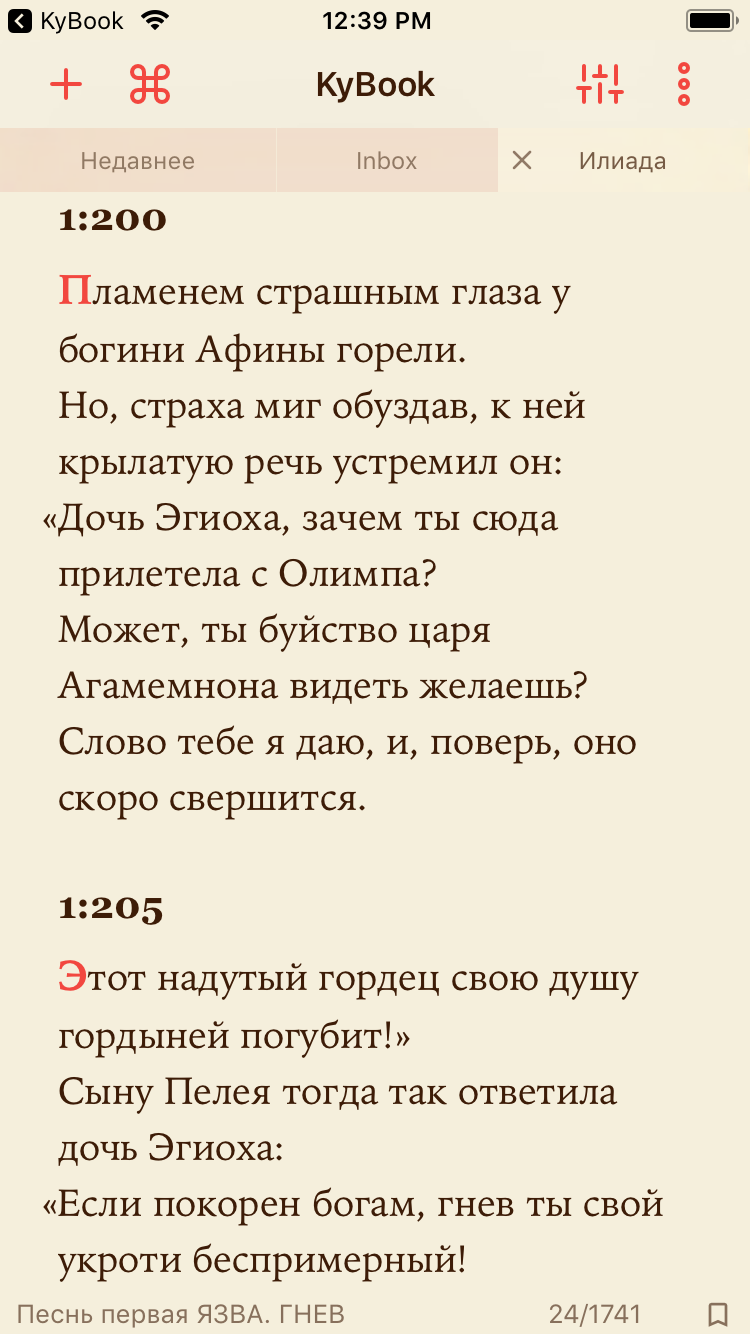 KyBook 12:39 PM
KyBook
Недавнее Inbox Илиада
1:200
Пламенем страшным глаза у
богини Афины горели.
Но, страха миг обуздав, к ней
крылатую речь устремил он:
«Дочь Эгиоха, зачем ты сюда
прилетела с Олимпа?
Может, ты буйство царя
Агамемнона видеть желаешь?
Слово тебе я даю, и, поверь, оно
скоро свершится.
1:205
Этот надутый гордец свою душу
гордыней погубит!»
Сыну Пелея тогда так ответила
дочь Эгиоха:
«Если покорен богам, гнев ты свой
укроти беспримерный!
Песнь первая ЯЗВА. ГНЕВ 24/1741